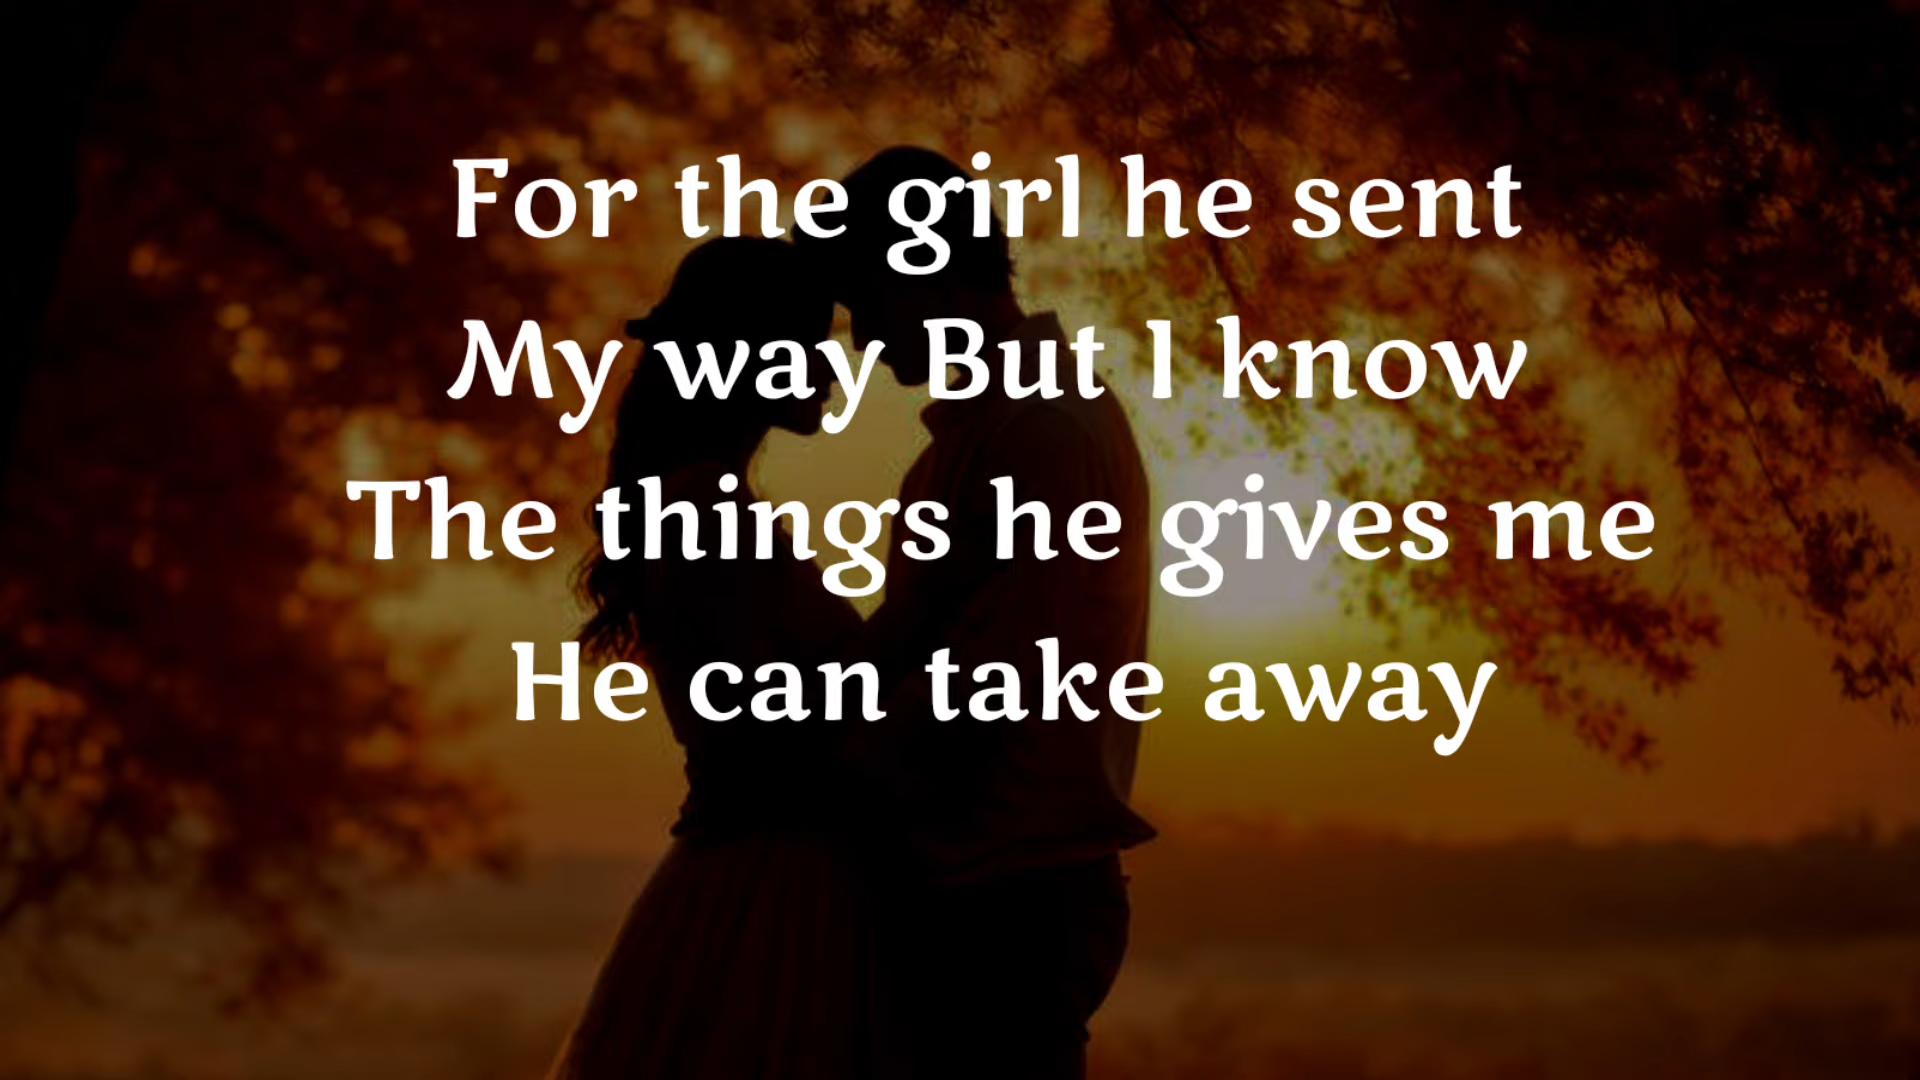 For the girl he sent
My way But I know
The things he gives me
He can take away